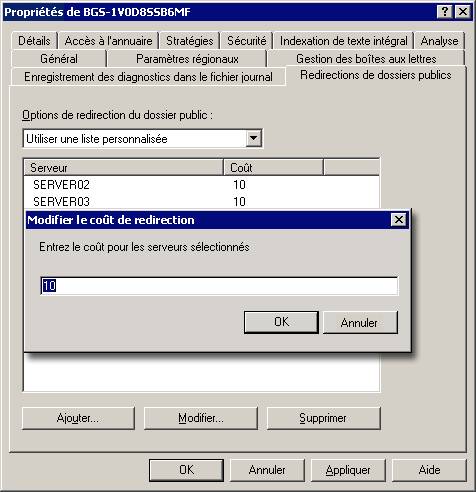 Propriétés de BGS-1V0D8SSB6MF
Détails Accès à l'annuaire Stratégies Sécurité Indexation de texte intégral Analyse
Général Paramètres régionaux Gestion des boîtes aux lettres
Enregistrement des diagnostics dans le fichier journal Redirections de dossiers publics
Options de redirection du dossier public :
Utiliser une liste personnalisée
Serveur Coût
SERVER02 10
SERVER03 10
Modifier le coût de redirection
Entrez le coût pour les serveurs sélectionnés
10
OK Annuler
Ajouter... Modifier... Supprimer
OK Annuler Appliquer Aide